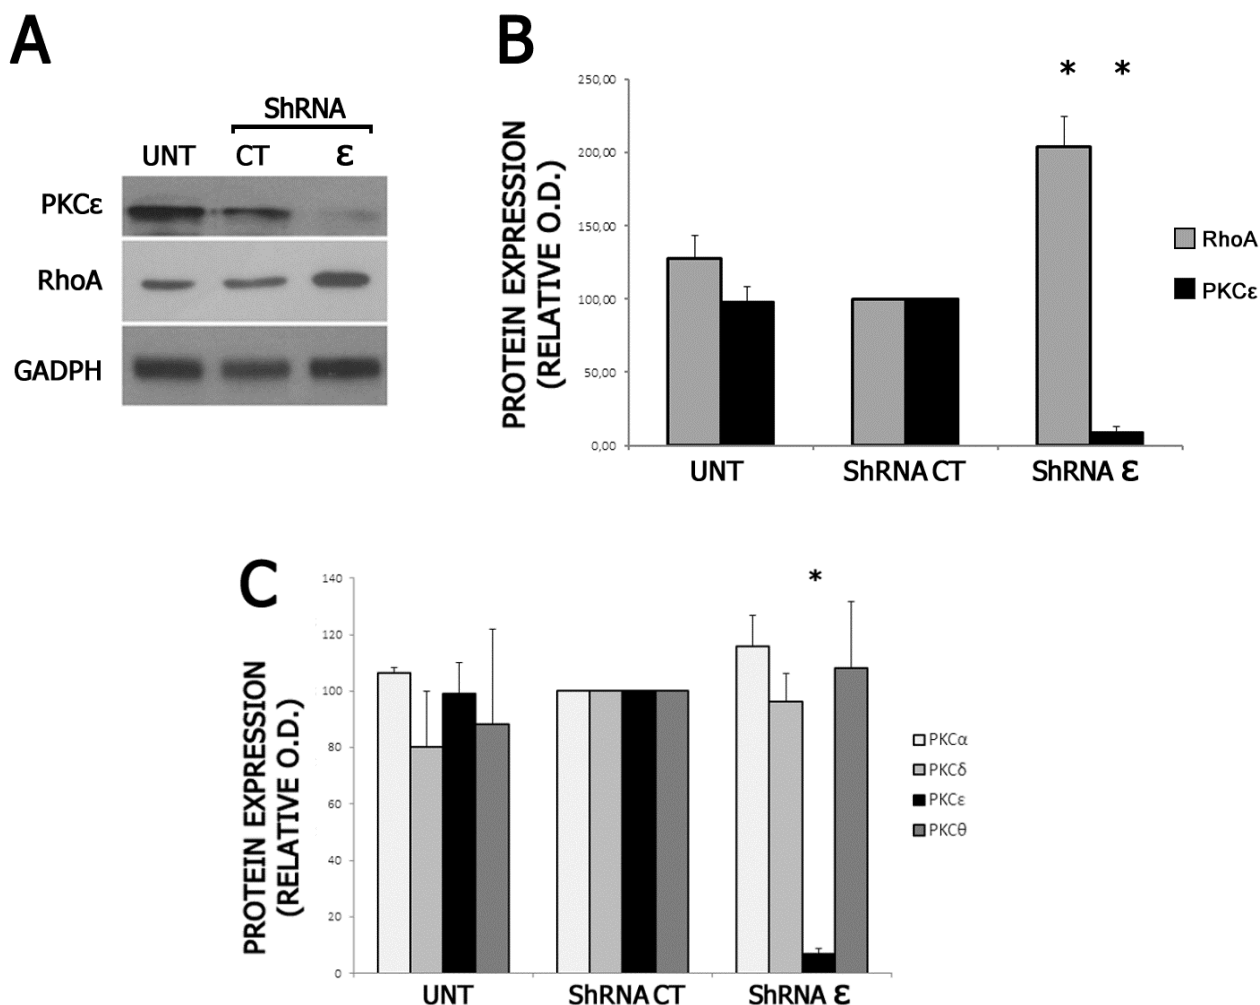 A
ShRNA
UNT CT ε
PKCε
RhoA
GADPH
B
* *
PROTEIN EXPRESSION
(RELATIVE O.D.)
250,00
200,00
150,00
100,00
50,00
0,00
UNT ShRNA CT ShRNA ε
RhoA
PKCε
C
*
PROTEIN EXPRESSION
(RELATIVE O.D.)
140
120
100
80
60
40
20
0
UNT ShRNA CT ShRNA ε
PKCα
PKCδ
PKCε
PKCθ